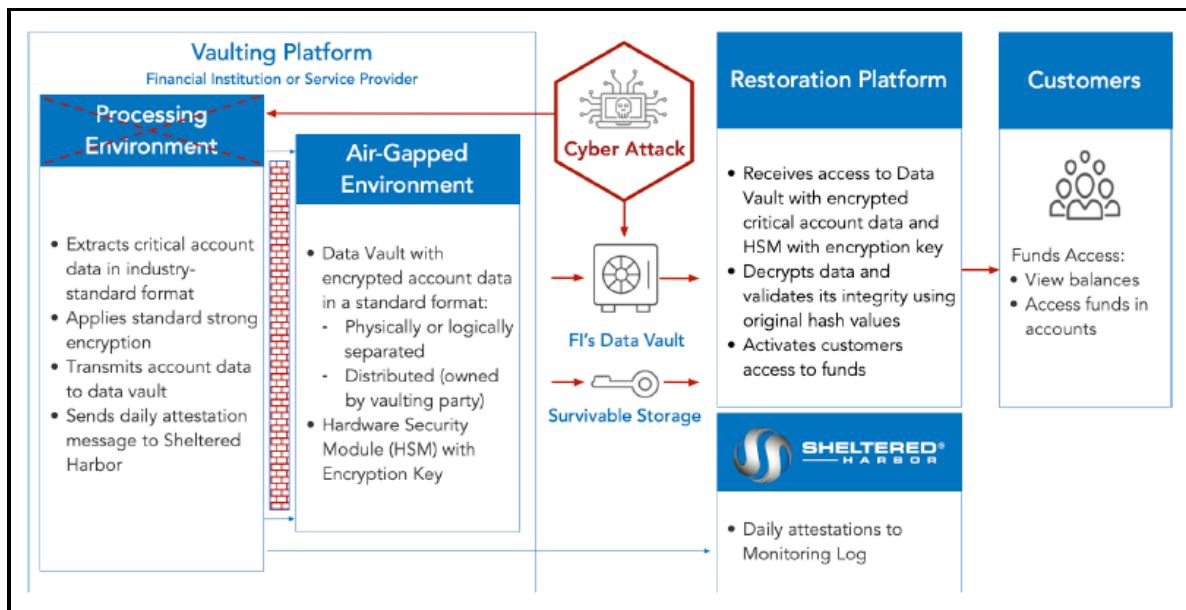 Vaulting Platform
Financial Institution or Service Provider
Processing
Environment
• Extracts critical account
data in industry-
standard format
• Applies standard strong
encryption
• Transmits account data
to data vault
• Sends daily attestation
message to Sheltered
Harbor
Air-Gapped
Environment
• Data Vault with
encrypted account data
in a standard format:
- Physically or logically
separated
- Distributed (owned
by vaulting party)
• Hardware Security
Module (HSM) with
Encryption Key
Cyber Attack
FI's Data Vault
Survivable Storage
Restoration Platform
• Receives access to Data
Vault with encrypted
critical account data and
HSM with encryption key
• Decrypts data and
validates its integrity using
original hash values
• Activates customers
access to funds
SHELTERED®
HARBOR
• Daily attestations to
Monitoring Log
Customers
Funds Access:
• View balances
• Access funds in
accounts